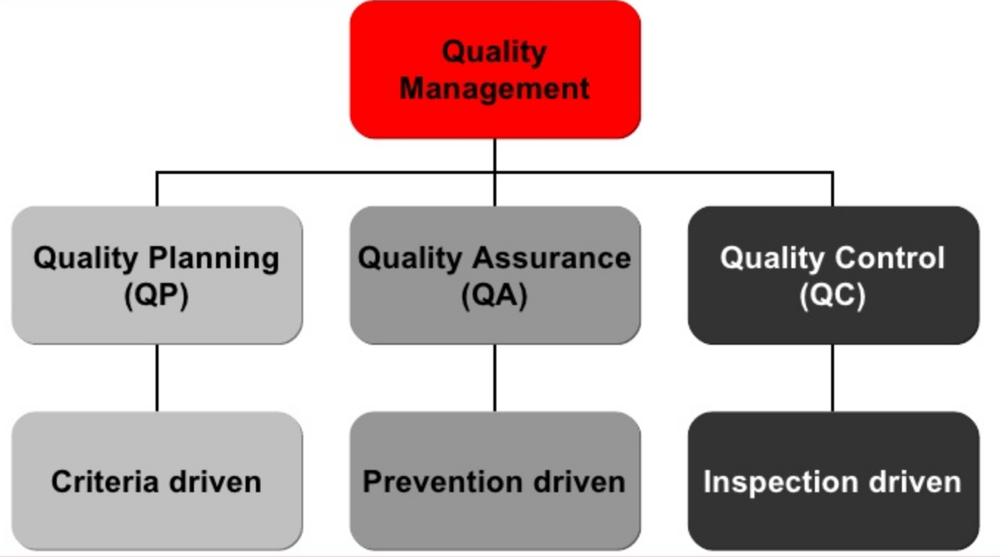 Quality
Management
Quality Planning
(QP)
Quality Assurance
(QA)
Quality Control
(QC)
Criteria driven
Prevention driven
Inspection driven